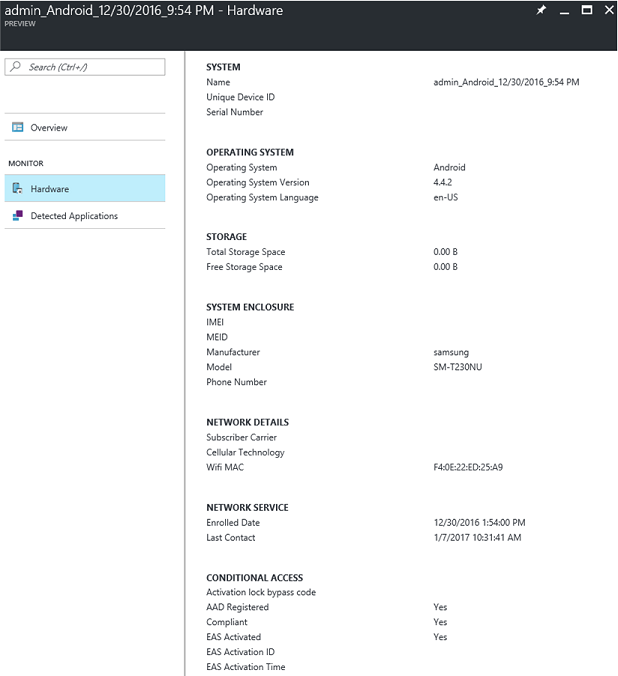 admin_Android_12/30/2016_9:54 PM - Hardware
PREVIEW
Search (Ctrl+/)
Overview
MONITOR
Hardware
Detected Applications
SYSTEM
Name admin_Android_12/30/2016_9:54 PM
Unique Device ID
Serial Number
OPERATING SYSTEM
Operating System Android
Operating System Version 4.4.2
Operating System Language en-US
STORAGE
Total Storage Space 0.00 B
Free Storage Space 0.00 B
SYSTEM ENCLOSURE
IMEI
MEID
Manufacturer samsung
Model SM-T230NU
Phone Number
NETWORK DETAILS
Subscriber Carrier
Cellular Technology
Wifi MAC F4:0E:22:ED:25:A9
NETWORK SERVICE
Enrolled Date 12/30/2016 1:54:00 PM
Last Contact 1/7/2017 10:31:41 AM
CONDITIONAL ACCESS
Activation lock bypass code
AAD Registered Yes
Compliant Yes
EAS Activated Yes
EAS Activation ID
EAS Activation Time